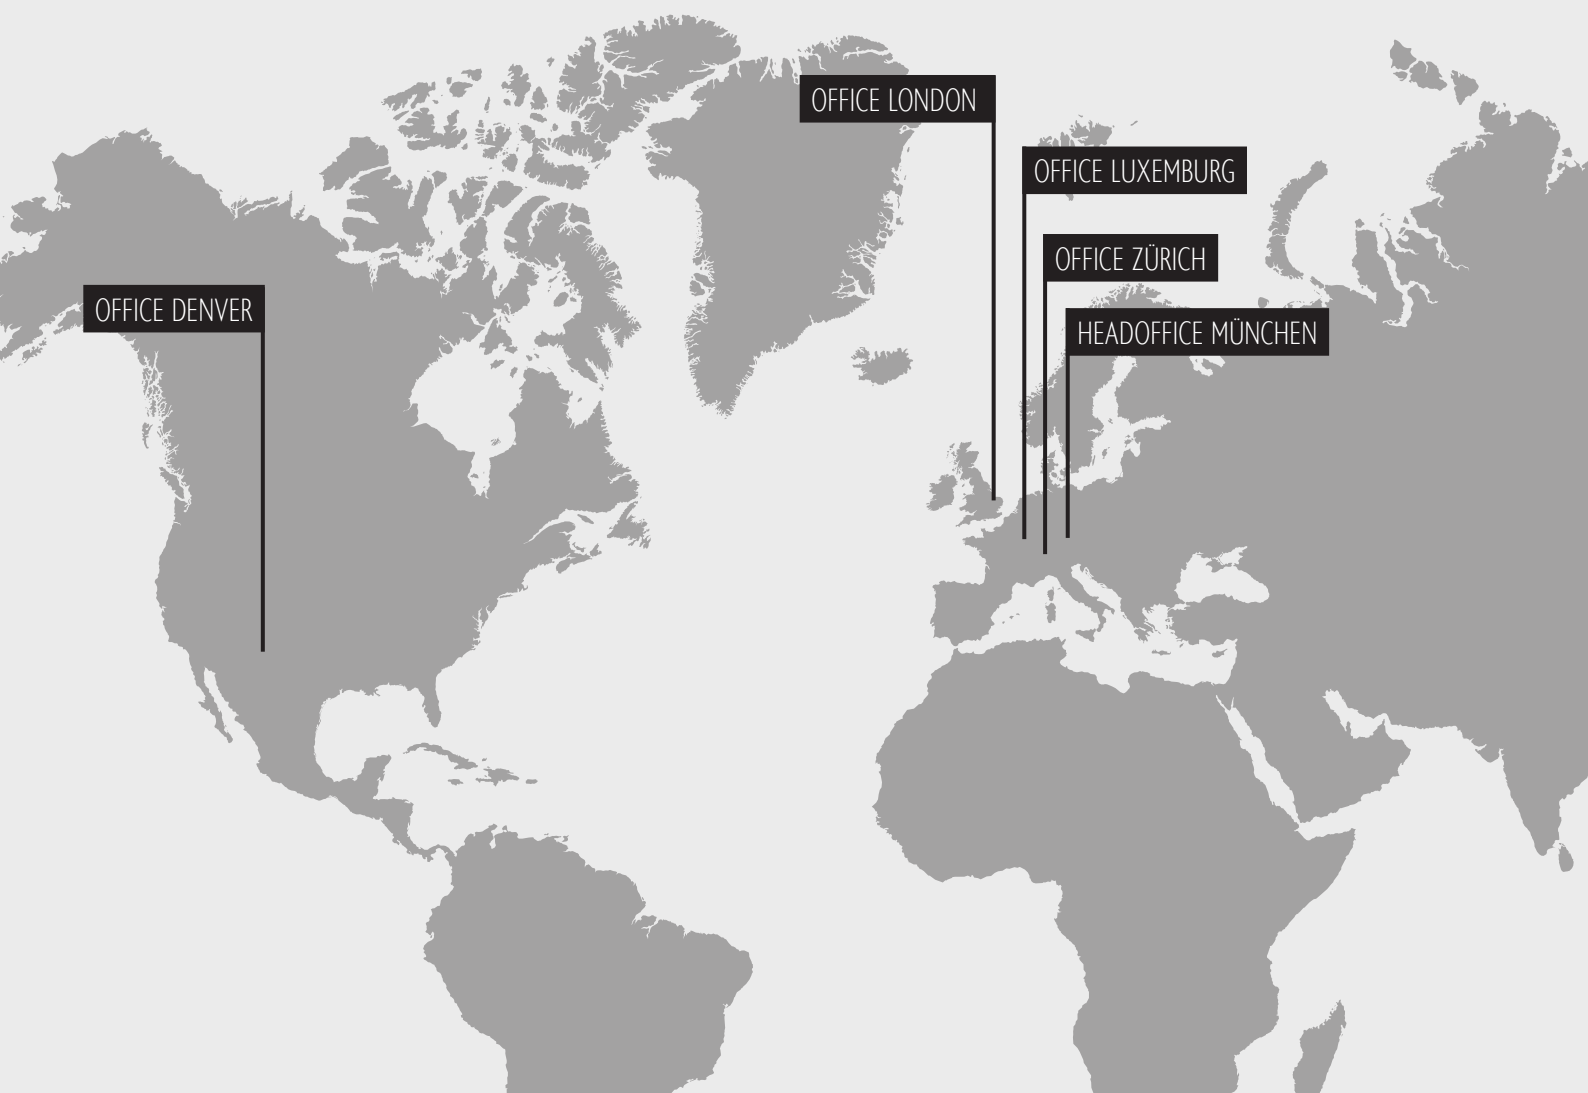 OFFICE LONDON
OFFICE LUXEMBURG
OFFICE ZÜRICH
OFFICE DENVER
HEADOFFICE MÜNCHEN